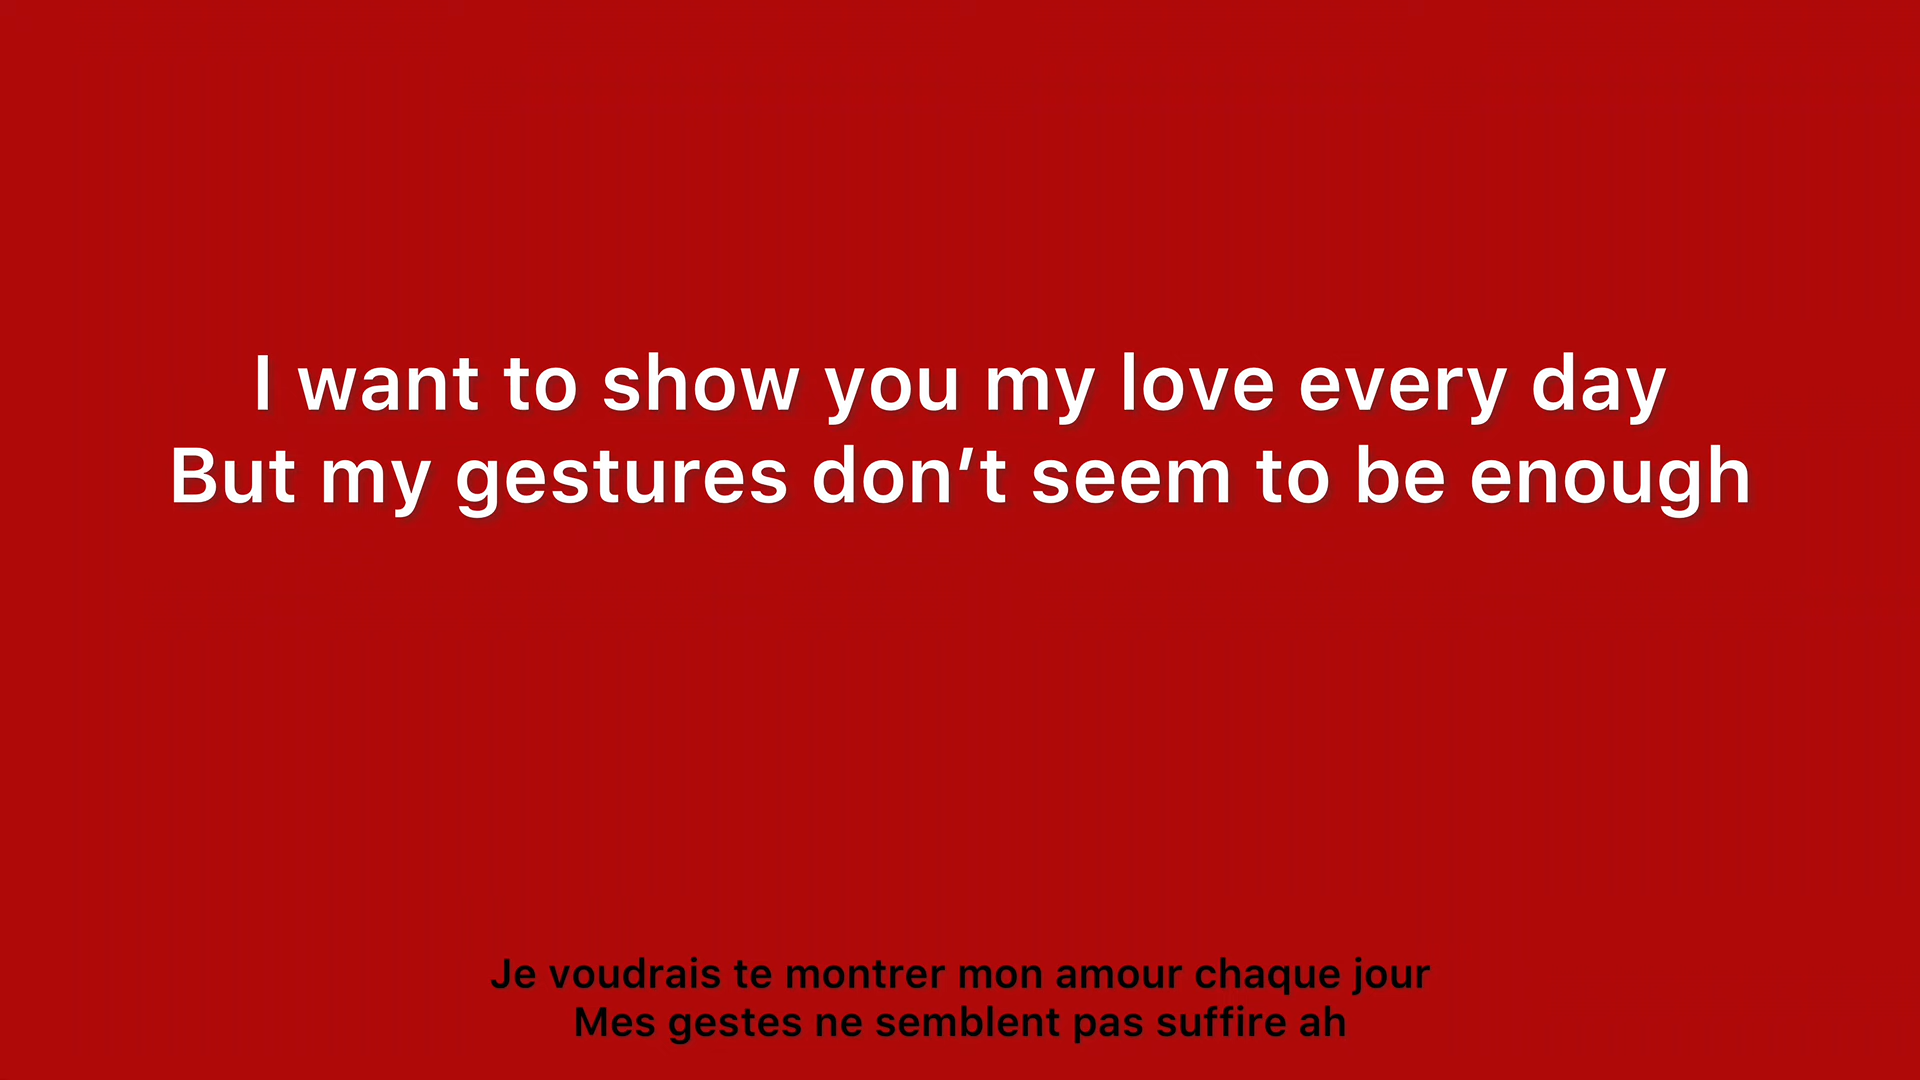 I want to show you my love every day
But my gestures don’t seem to be enough
Je voudrais te montrer mon amour chaque jour
Mes gestes ne semblent pas suffire ah